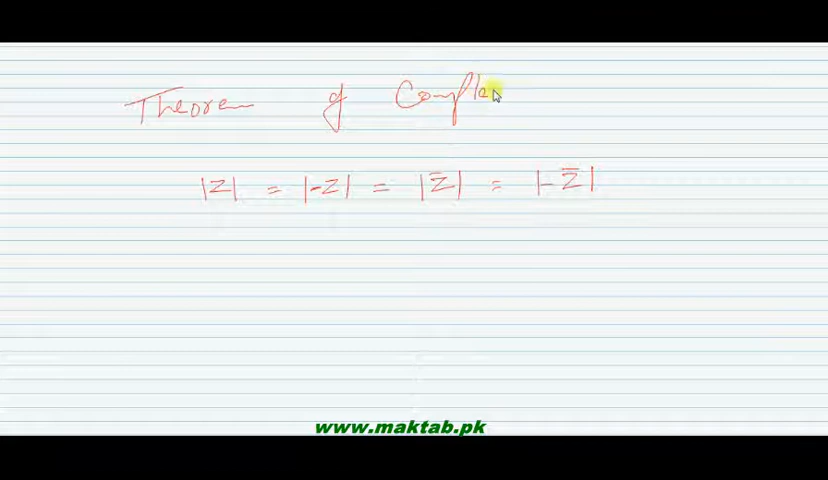 Theorem of Comple
|z| = |-z| = |z̅| = |-z̅|
www.maktab.pk